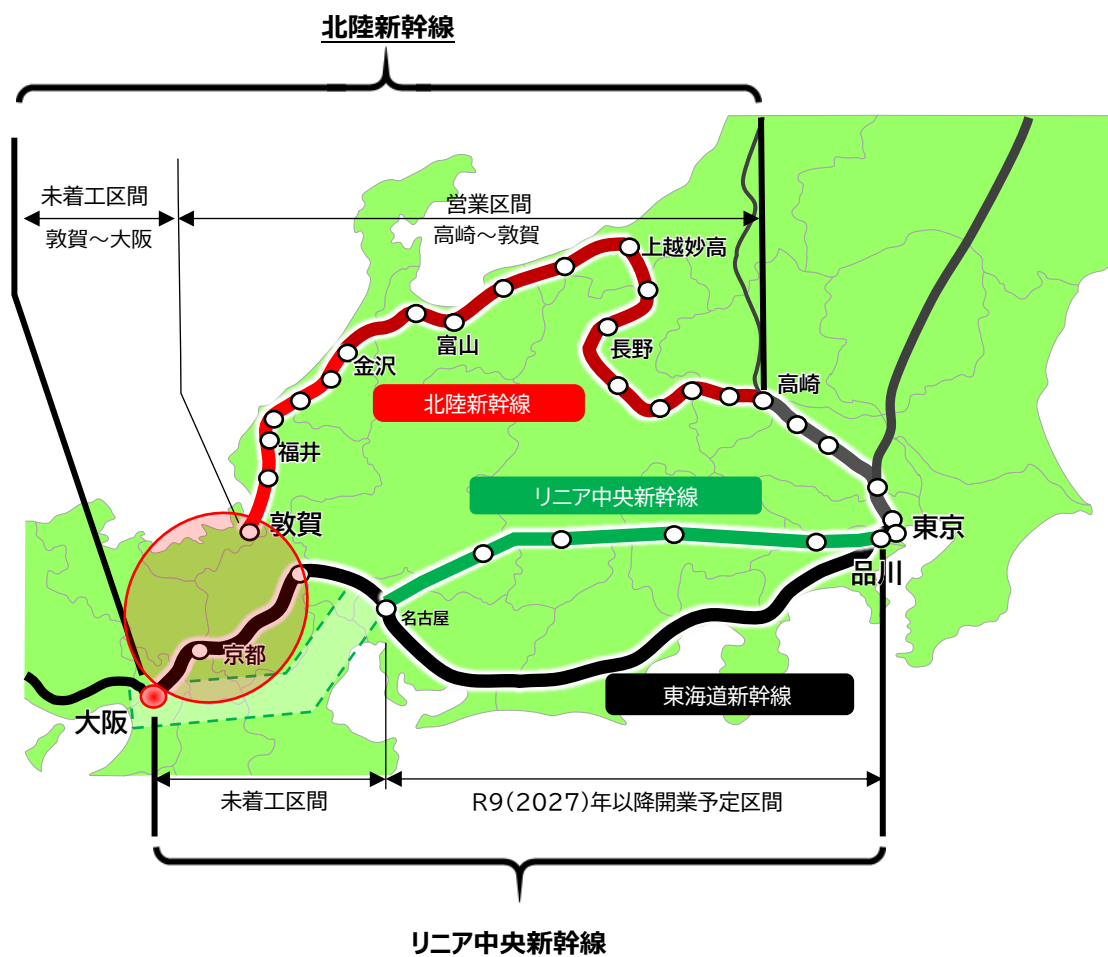 北陸新幹線
未着工区間
敦賀～大阪
営業区間
高崎～敦賀
上越妙高
富山
長野
金沢
高崎
北陸新幹線
福井
リニア中央新幹線
敦賀
東京
品川
名古屋
京都
東海道新幹線
大阪
未着工区間
R9(2027)年以降開業予定区間
リニア中央新幹線